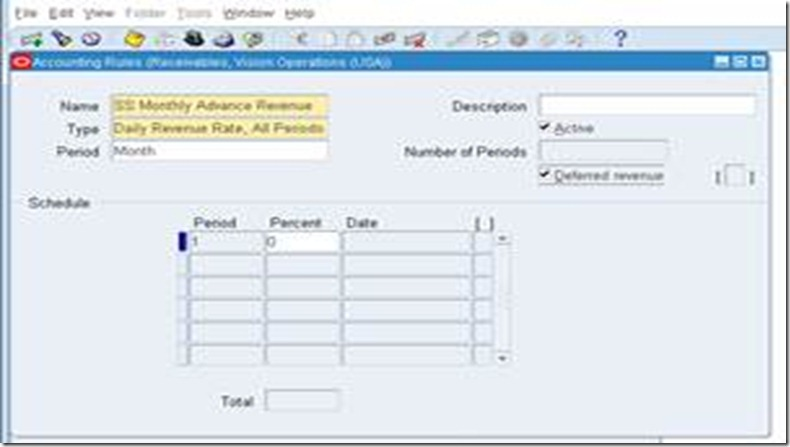 File Edit View Folder Tools Window Help
?
Accounting Rules (Receivables, Vision Operations (USA))
Name SS Monthly Advance Revenue Description
Type Daily Revenue Rate, All Periods Active
Period Month Number of Periods
Deferred revenue [ ]
Schedule
Period Percent Date [ ]
1 0
Total